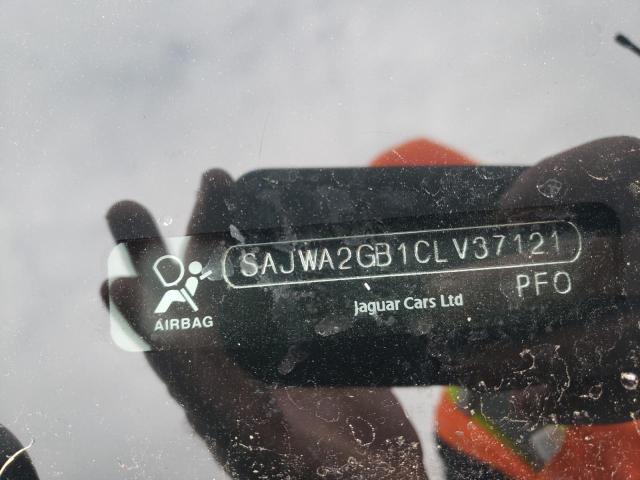 SAJWA2GB1CLV37121
PFO
Jaguar Cars Ltd
AIRBAG